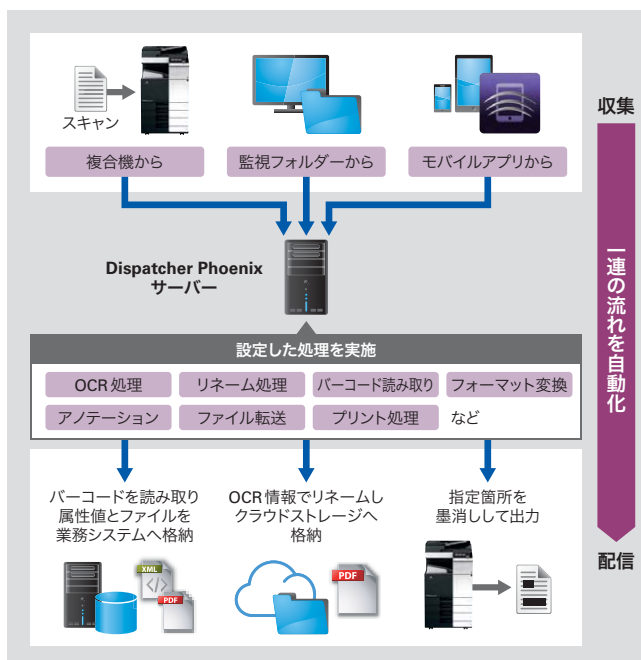 スキャン
複合機から
監視フォルダーから
モバイルアプリから
収集
一連の流れを自動化
配信
Dispatcher Phoenix
サーバー
設定した処理を実施
OCR処理
リネーム処理
バーコード読み取り
フォーマット変換
アノテーション
ファイル転送
プリント処理
など
バーコードを読み取り
属性値とファイルを
業務システムへ格納
OCR情報でリネームし
クラウドストレージへ
格納
指定箇所を
墨消しして出力
XML
</>
PDF
PDF